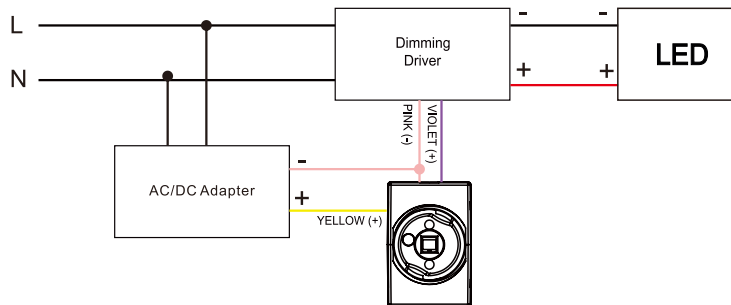 L
N
Dimming
Driver
-
-
LED
+
+
PINK (-)
VIOLET (+)
AC/DC Adapter
-
+
YELLOW (+)